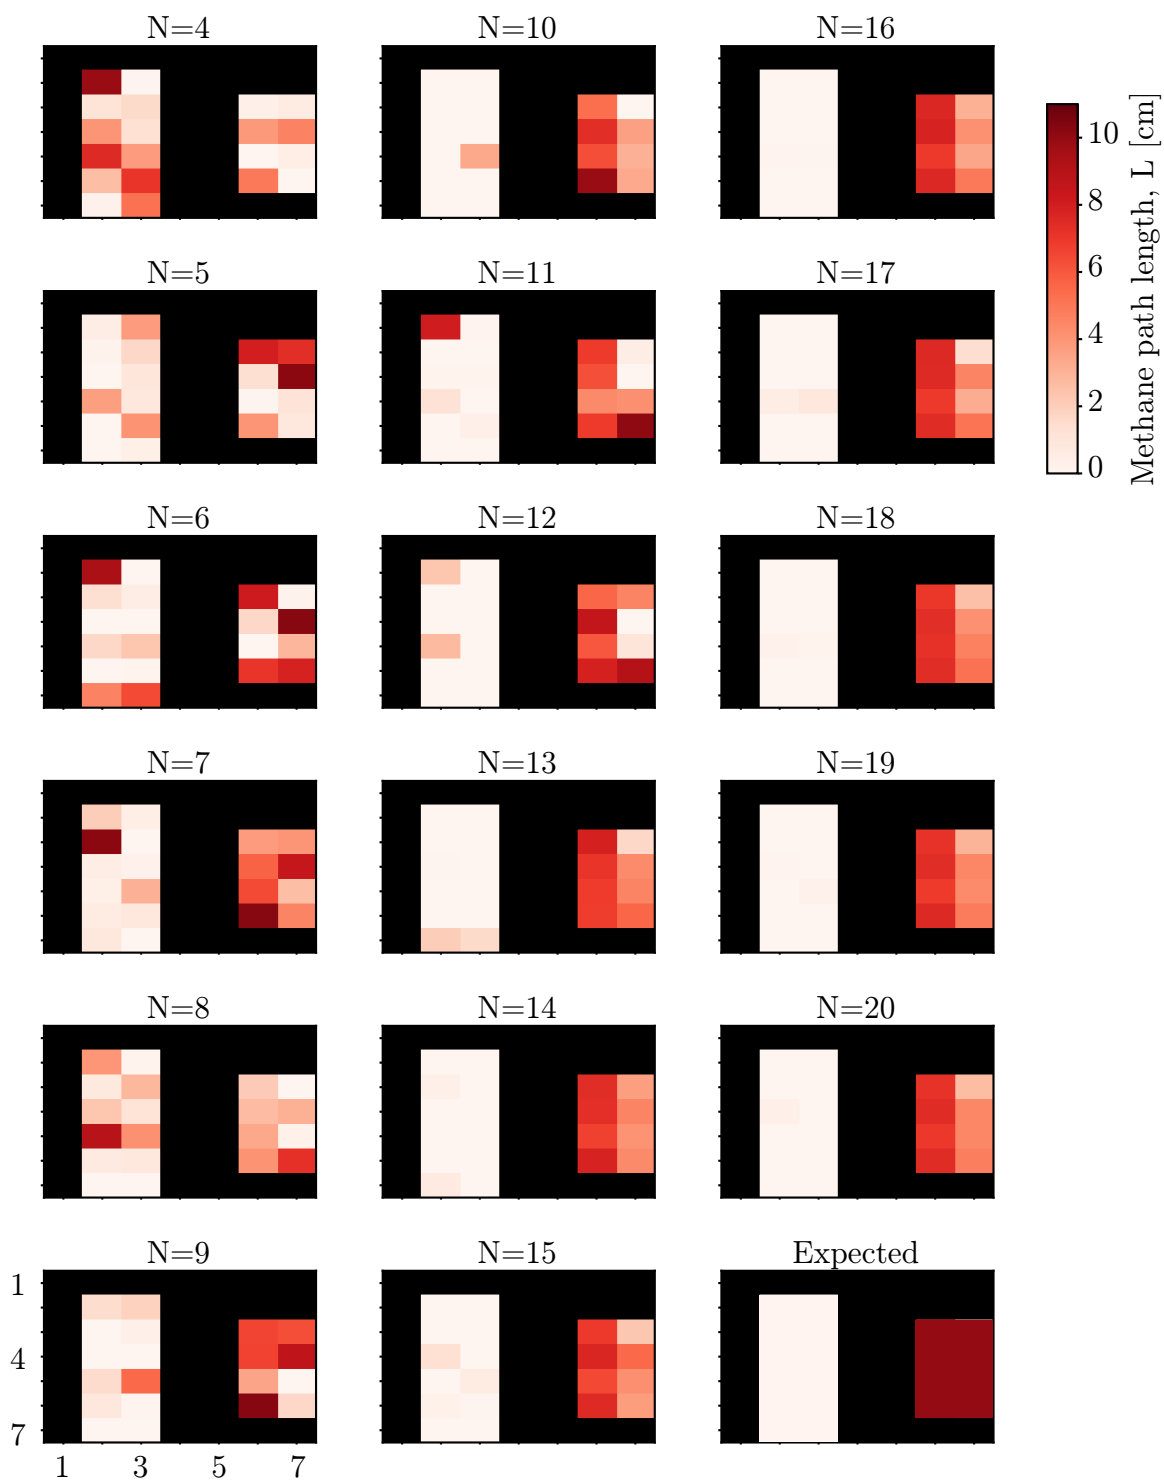 N=4
N=10
N=16
N=5
N=11
N=17
N=6
N=12
N=18
N=7
N=13
N=19
N=8
N=14
N=20
N=9
N=15
Expected
1
4
7
1
3
5
7
10
8
6
4
2
0
Methane path length, L [cm]